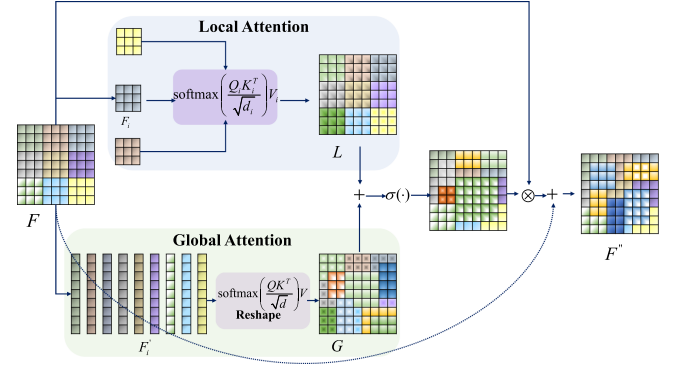 Local Attention
F_i
softmax(Q_i K_i^T / √d_i) V_i
L
F
+
σ(·)
⊗
+
F"
Global Attention
F_i'
softmax(QK^T / √d) V
Reshape
G